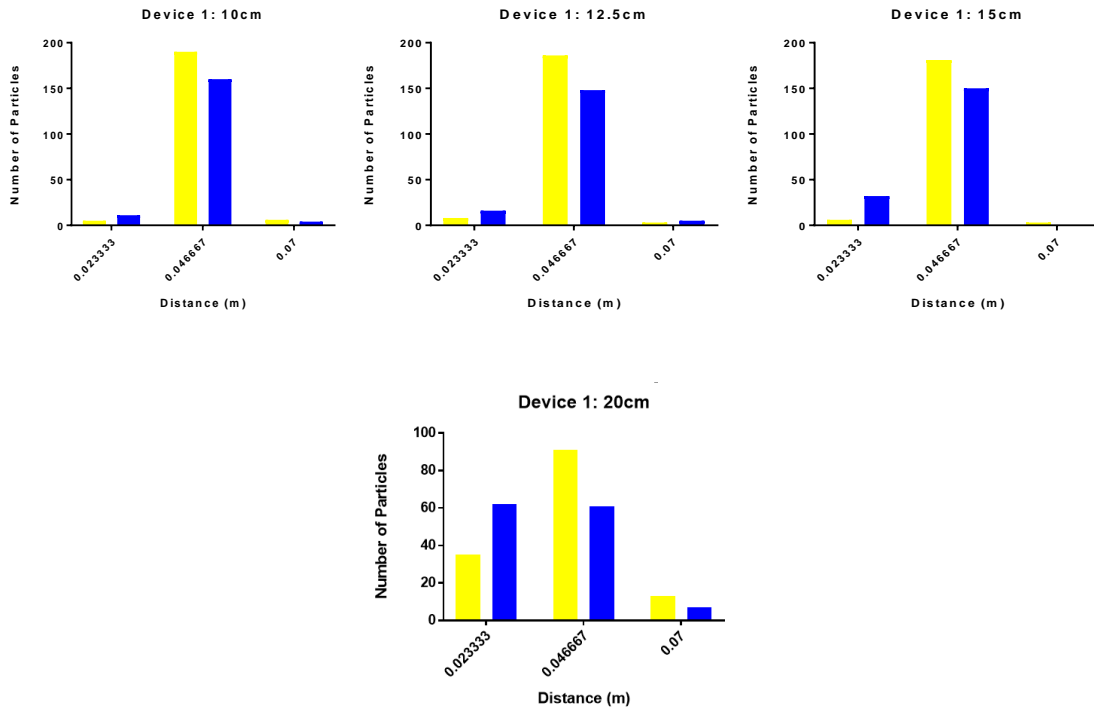 Device 1: 10cm
Number of Particles
200
150
100
50
0
0.023333
0.046667
0.07
Distance (m)
Device 1: 12.5cm
Number of Particles
200
150
100
50
0
0.023333
0.046667
0.07
Distance (m)
Device 1: 15cm
Number of Particles
200
150
100
50
0
0.023333
0.046667
0.07
Distance (m)
Device 1: 20cm
Number of Particles
100
80
60
40
20
0
0.023333
0.046667
0.07
Distance (m)